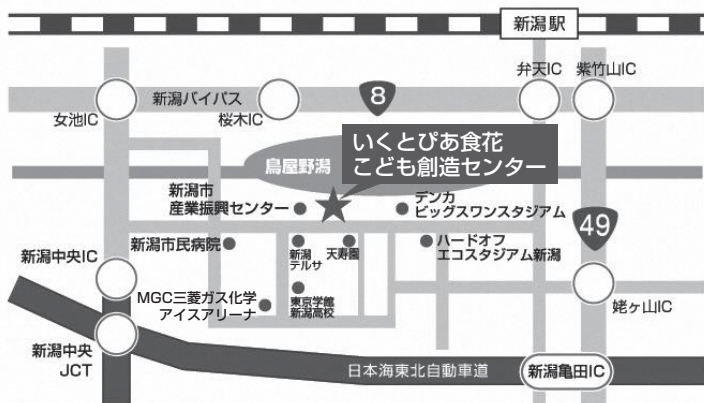 新潟駅
弁天IC
紫竹山IC
新潟バイパス
8
女池IC
桜木IC
いくとぴあ食花
こども創造センター
鳥屋野潟
新潟市
産業振興センター
デンカ
ビッグスワンスタジアム
49
新潟市民病院
新潟
テルサ
天寿園
ハードオフ
エコスタジアム新潟
新潟中央IC
MGC三菱ガス化学
アイスアリーナ
東京学館
新潟高校
姥ヶ山IC
新潟中央
JCT
日本海東北自動車道
新潟亀田IC